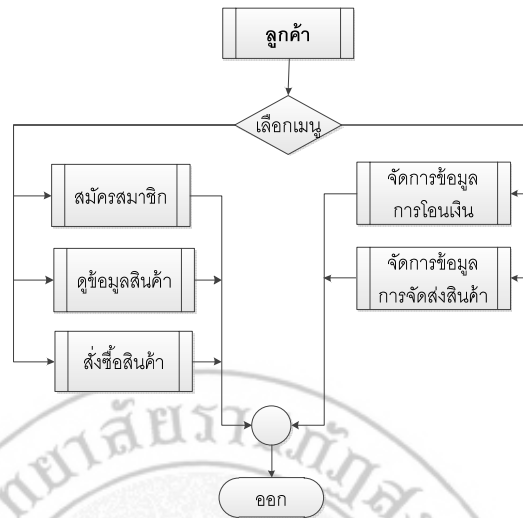 ลูกค้า
เลือกเมนู
สมัครสมาชิก
ดูข้อมูลสินค้า
สั่งซื้อสินค้า
จัดการข้อมูล
การโอนเงิน
จัดการข้อมูล
การจัดส่งสินค้า
ออก